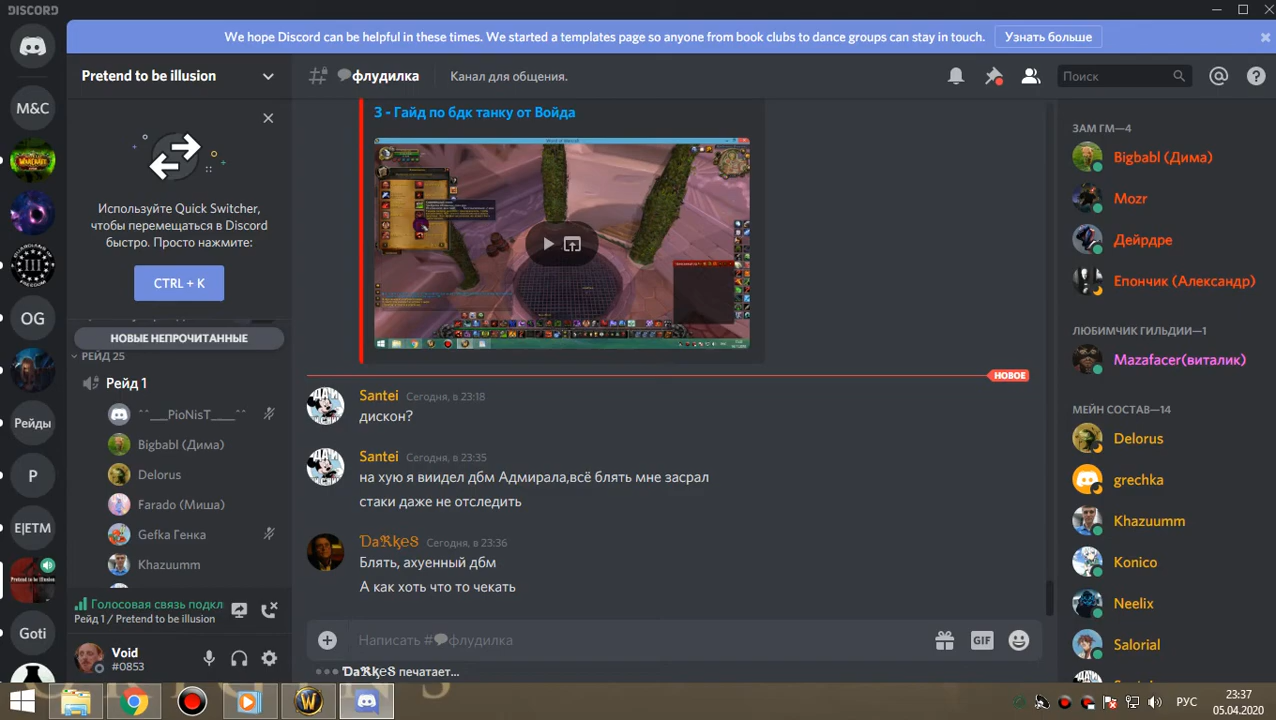 DISCORD
We hope Discord can be helpful in these times. We started a templates page so anyone from book clubs to dance groups can stay in touch.
Узнать больше
M&C
OG
Рейды
P
E|ETM
Goti
Pretend to be illusion
Используйте Quick Switcher,
чтобы перемещаться в Discord
быстро. Просто нажмите:
CTRL + K
НОВЫЕ НЕПРОЧИТАННЫЕ
РЕЙД 25
Рейд 1
^^___PioNisT____^^
Bigbabl (Дима)
Delorus
Farado (Миша)
Gefka Генка
Khazuumm
Голосовая связь подкл
Рейд 1 / Pretend to be illusion
Void
#0853
флудилка
Канал для общения.
Поиск
3 - Гайд по бдк танку от Войда
НОВОЕ
Santei Сегодня, в 23:18
дискон?
Santei Сегодня, в 23:35
на хую я виидел дбм Адмирала,всё блять мне засрал
стаки даже не отследить
Ɗaℜƙ℮Ꮥ Сегодня, в 23:36
Блять, ахуенный дбм
А как хоть что то чекать
Написать #флудилка
GIF
Ɗaℜƙ℮Ꮥ печатает...
ЗАМ ГМ—4
Bigbabl (Дима)
Mozr
Дейрдре
Епончик (Александр)
ЛЮБИМЧИК ГИЛЬДИИ—1
Mazafacer(виталик)
МЕЙН СОСТАВ—14
Delorus
grechka
Khazuumm
Konico
Neelix
Salorial
РУС
23:37
05.04.2020